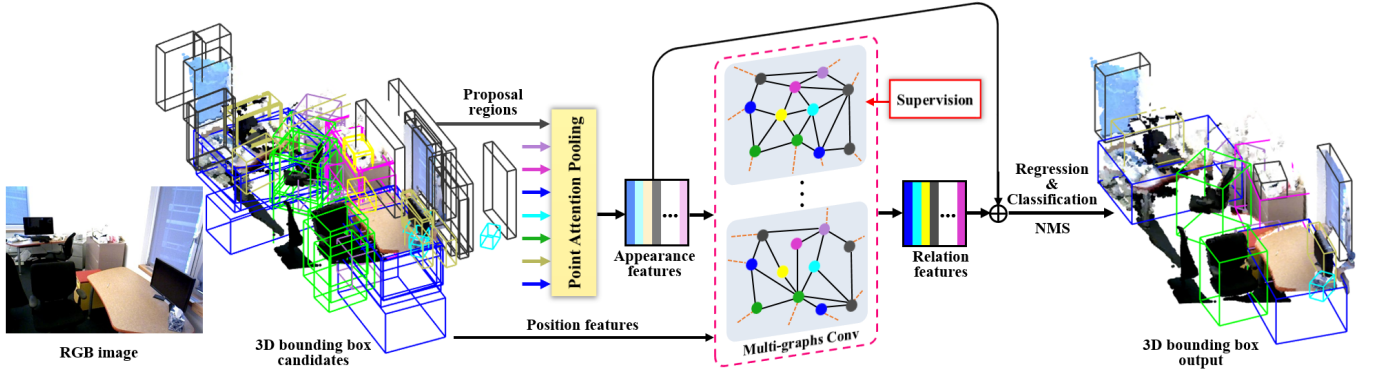 Proposal
regions
Point Attention Pooling
Supervision
Appearance
features
Relation
features
Regression
&
Classification
NMS
Position features
Multi-graphs Conv
RGB image
3D bounding box
candidates
3D bounding box
output